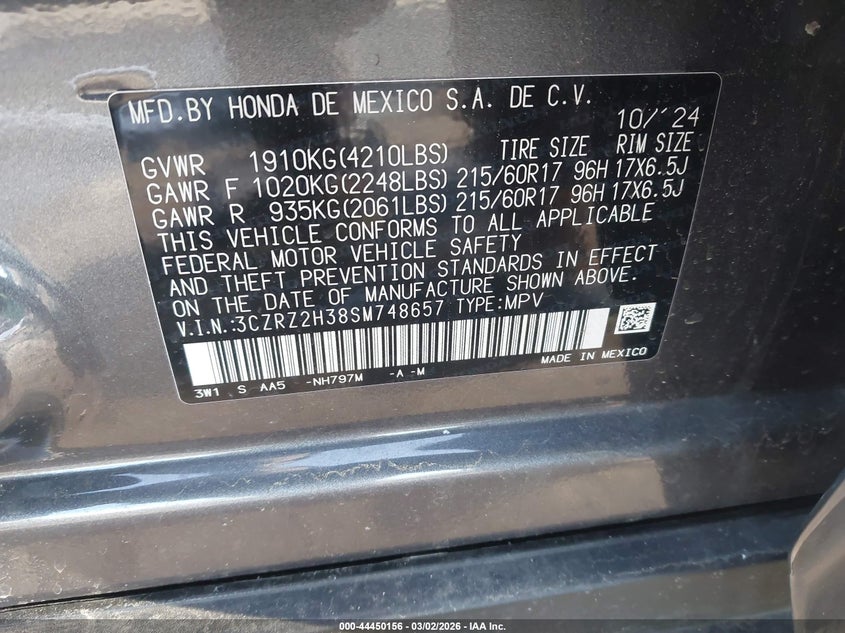 MFD.BY HONDA DE MEXICO S.A. DE C.V. 10/'24
GVWR 1910KG(4210LBS) TIRE SIZE RIM SIZE
GAWR F 1020KG(2248LBS) 215/60R17 96H 17X6.5J
GAWR R 935KG(2061LBS) 215/60R17 96H 17X6.5J
THIS VEHICLE CONFORMS TO ALL APPLICABLE
FEDERAL MOTOR VEHICLE SAFETY
AND THEFT PREVENTION STANDARDS IN EFFECT
ON THE DATE OF MANUFACTURE SHOWN ABOVE.
V.I.N.:3CZRZ2H38SM748657 TYPE:MPV
MADE IN MEXICO
3W1 S AA5 -NH797M -A -M
000-44450156 - 03/02/2026 - IAA Inc.